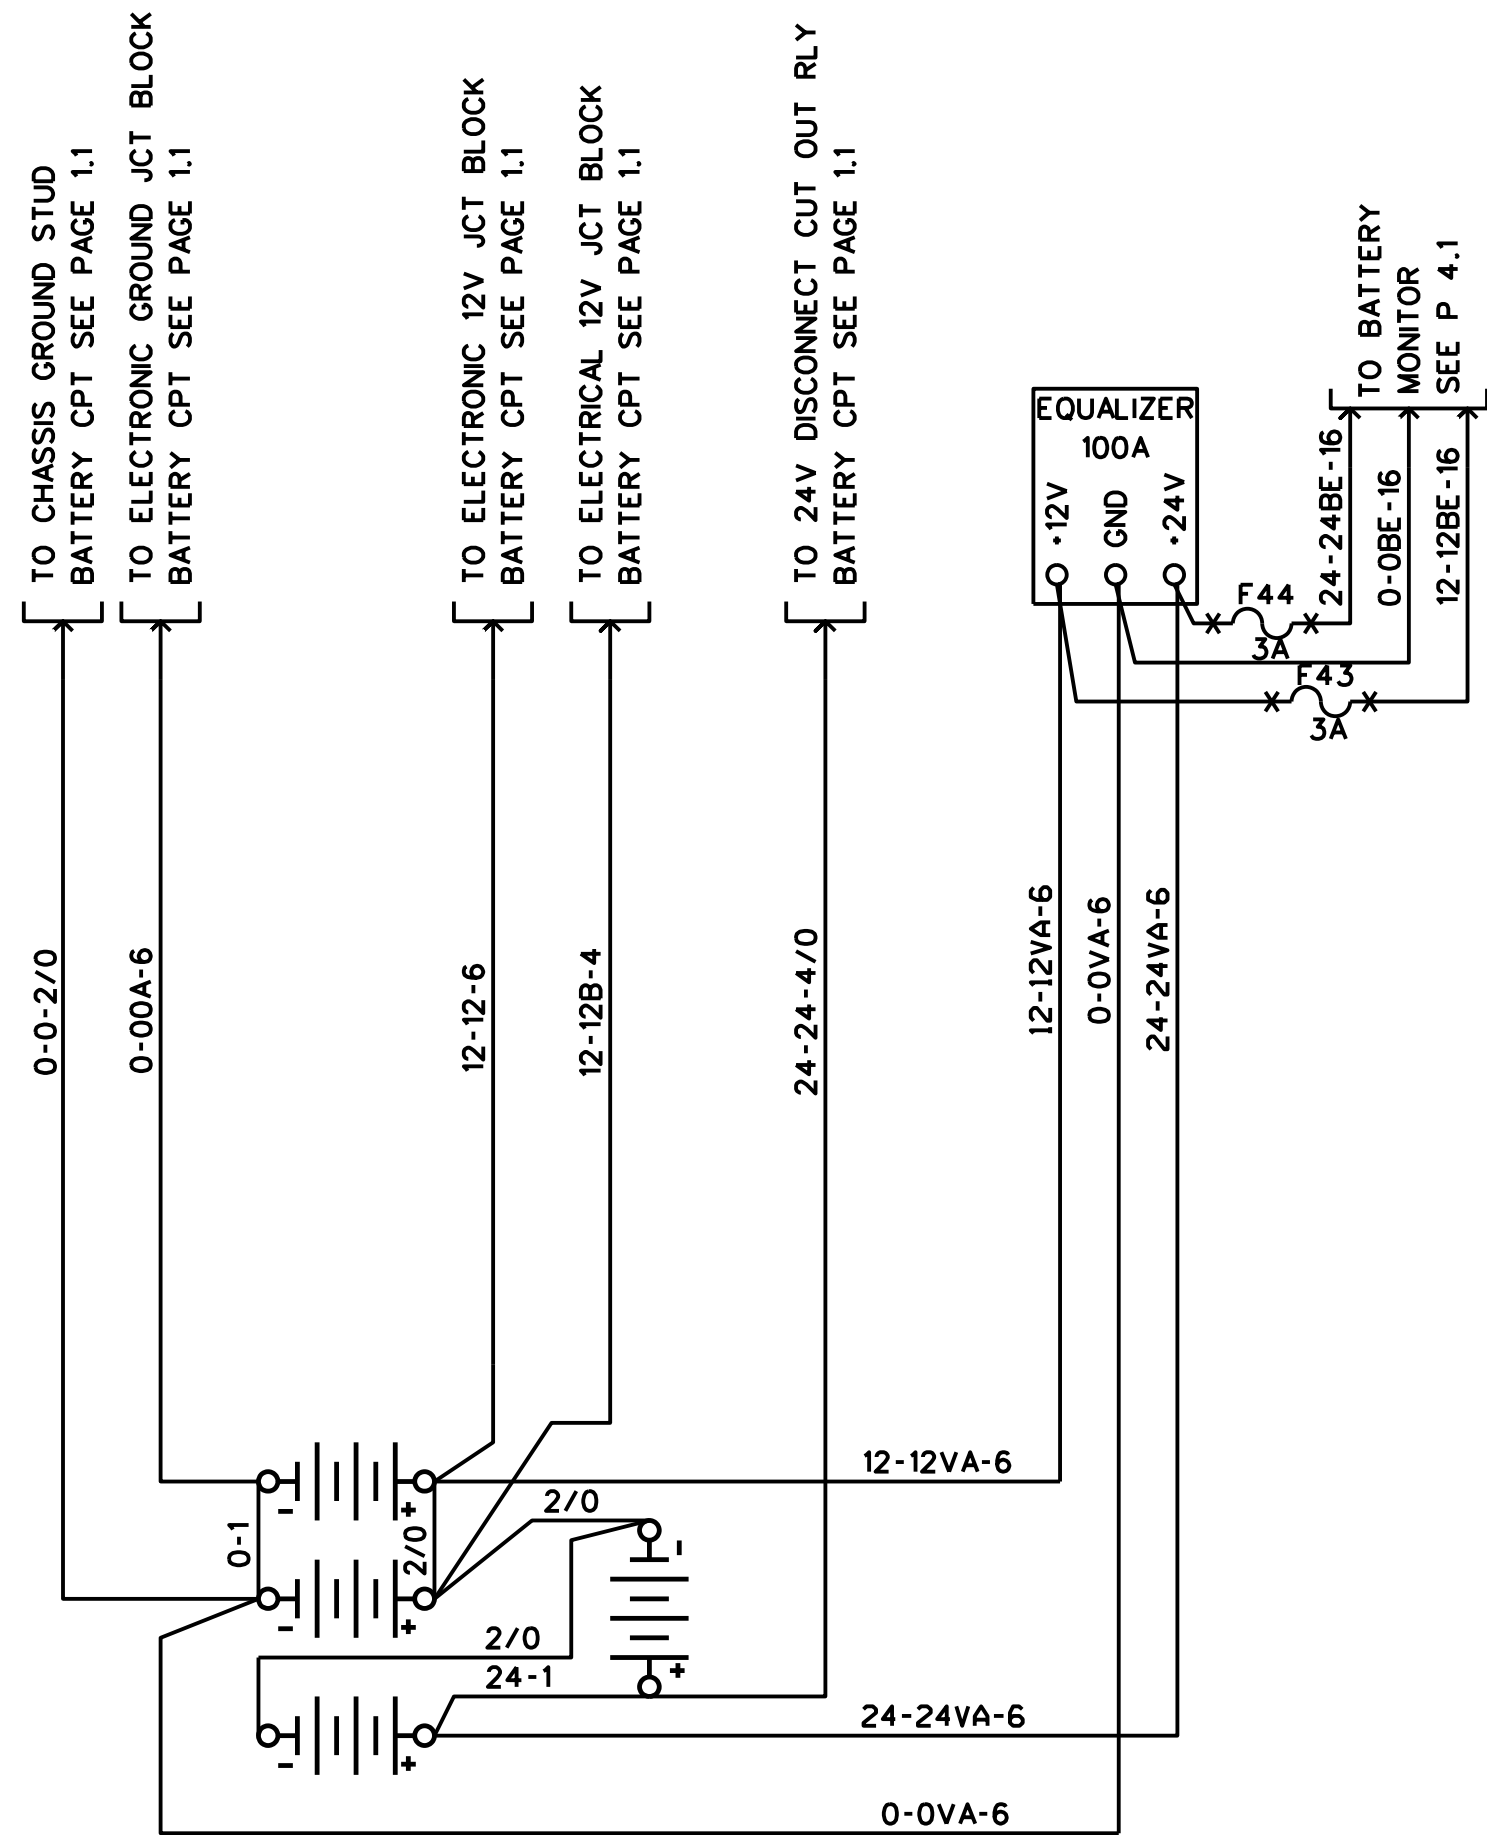 TO CHASSIS GROUND STUD
BATTERY CPT SEE PAGE 1.1
TO ELECTRONIC GROUND JCT BLOCK
BATTERY CPT SEE PAGE 1.1
TO ELECTRONIC 12V JCT BLOCK
BATTERY CPT SEE PAGE 1.1
TO ELECTRICAL 12V JCT BLOCK
BATTERY CPT SEE PAGE 1.1
TO 24V DISCONNECT CUT OUT RLY
BATTERY CPT SEE PAGE 1.1
EQUALIZER
100A
+12V
GND
+24V
TO BATTERY
MONITOR
SEE P 4.1
24-24BE-16
0-0BE-16
12-12BE-16
F44
3A
F43
3A
0-0-2/0
0-00A-6
12-12-6
12-12B-4
24-24-4/0
12-12VA-6
0-0VA-6
24-24VA-6
12-12VA-6
- +
0-1
2/0
2/0
-
- +
2/0
24-1
+
24-24VA-6
- +
0-0VA-6